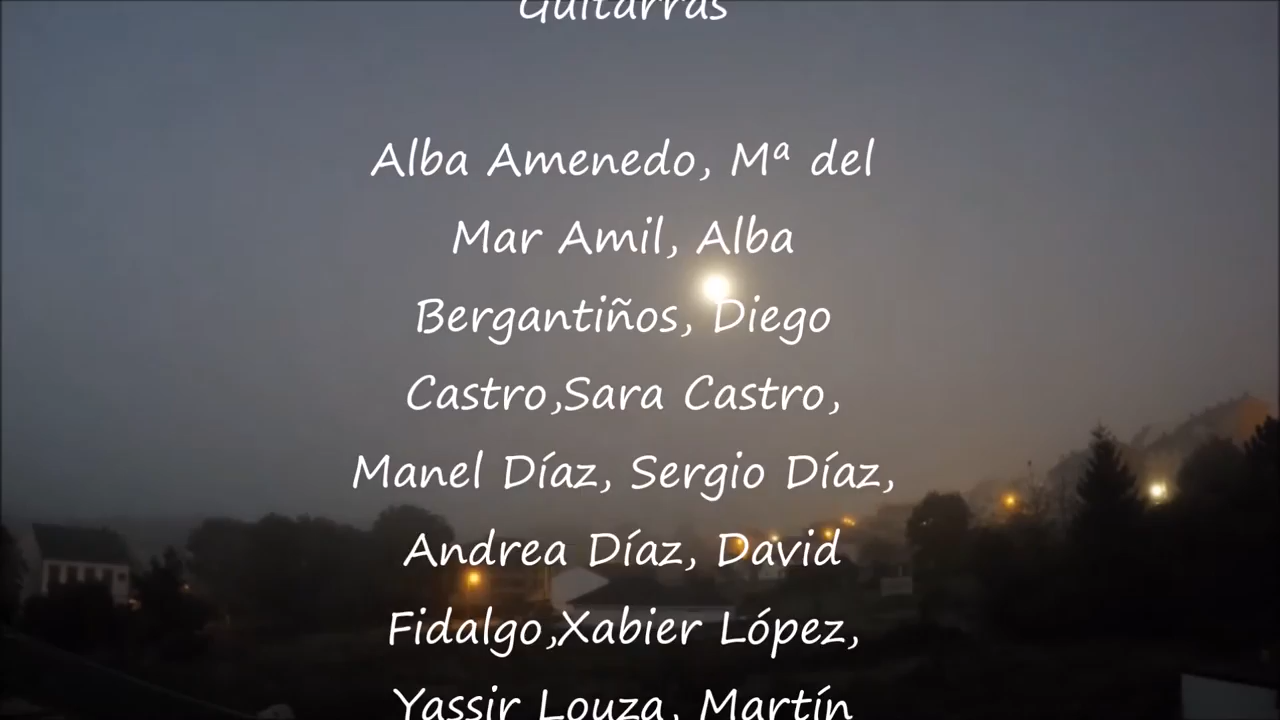 Guitarras
Alba Amenedo, Mª del
Mar Amil, Alba
Bergantiños, Diego
Castro,Sara Castro,
Manel Díaz, Sergio Díaz,
Andrea Díaz, David
Fidalgo,Xabier López,
Yassir Louza, Martín